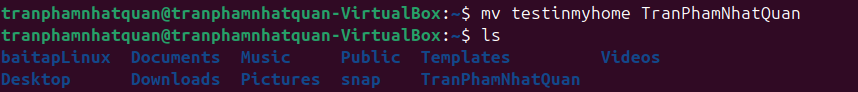 tranphamnhatquan@tranphamnhatquan-VirtualBox:~$ mv testinmyhome TranPhamNhatQuan
tranphamnhatquan@tranphamnhatquan-VirtualBox:~$ ls
baitapLinux  Documents  Music     Public  Templates         Videos
Desktop      Downloads  Pictures  snap    TranPhamNhatQuan